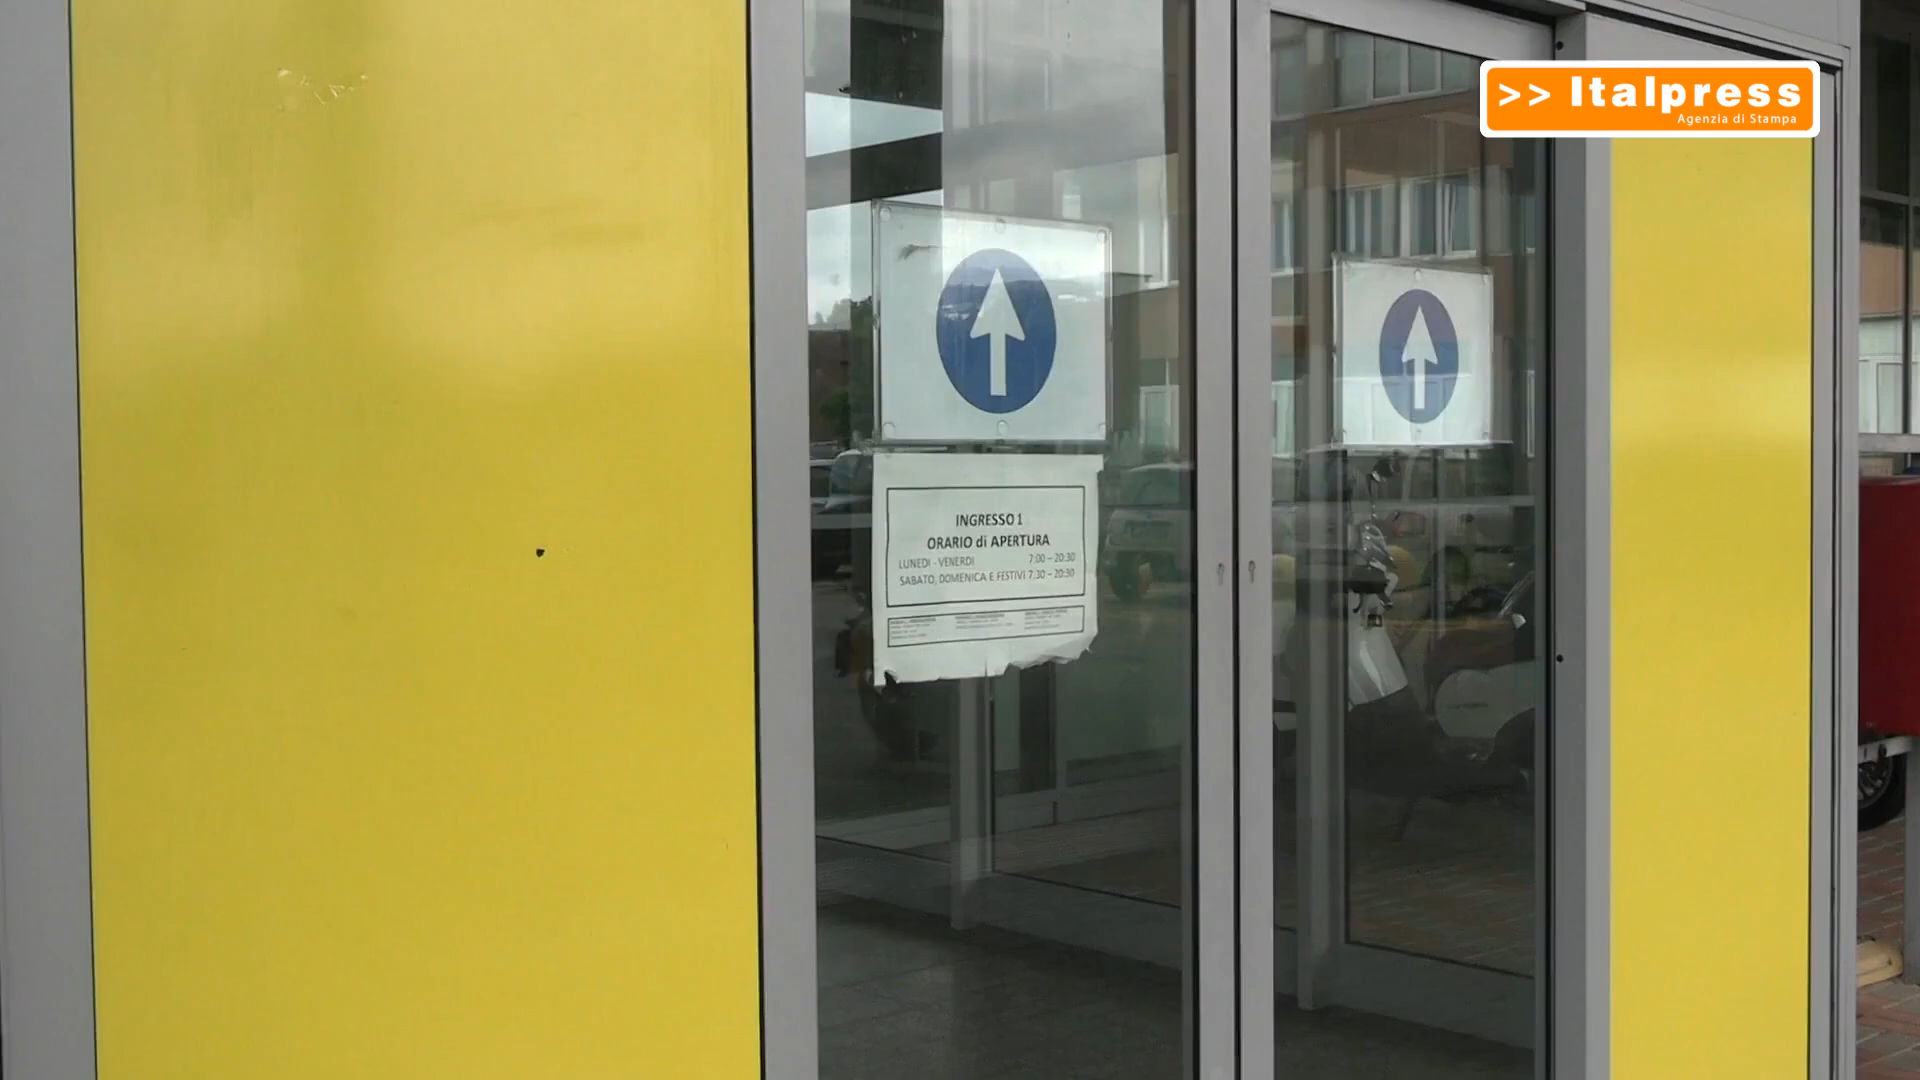 >> Italpress
Agenzia di Stampa
INGRESSO 1
ORARIO di APERTURA
LUNEDI - VENERDI 7:00 – 20:30
SABATO, DOMENICA E FESTIVI 7:30 – 20:30